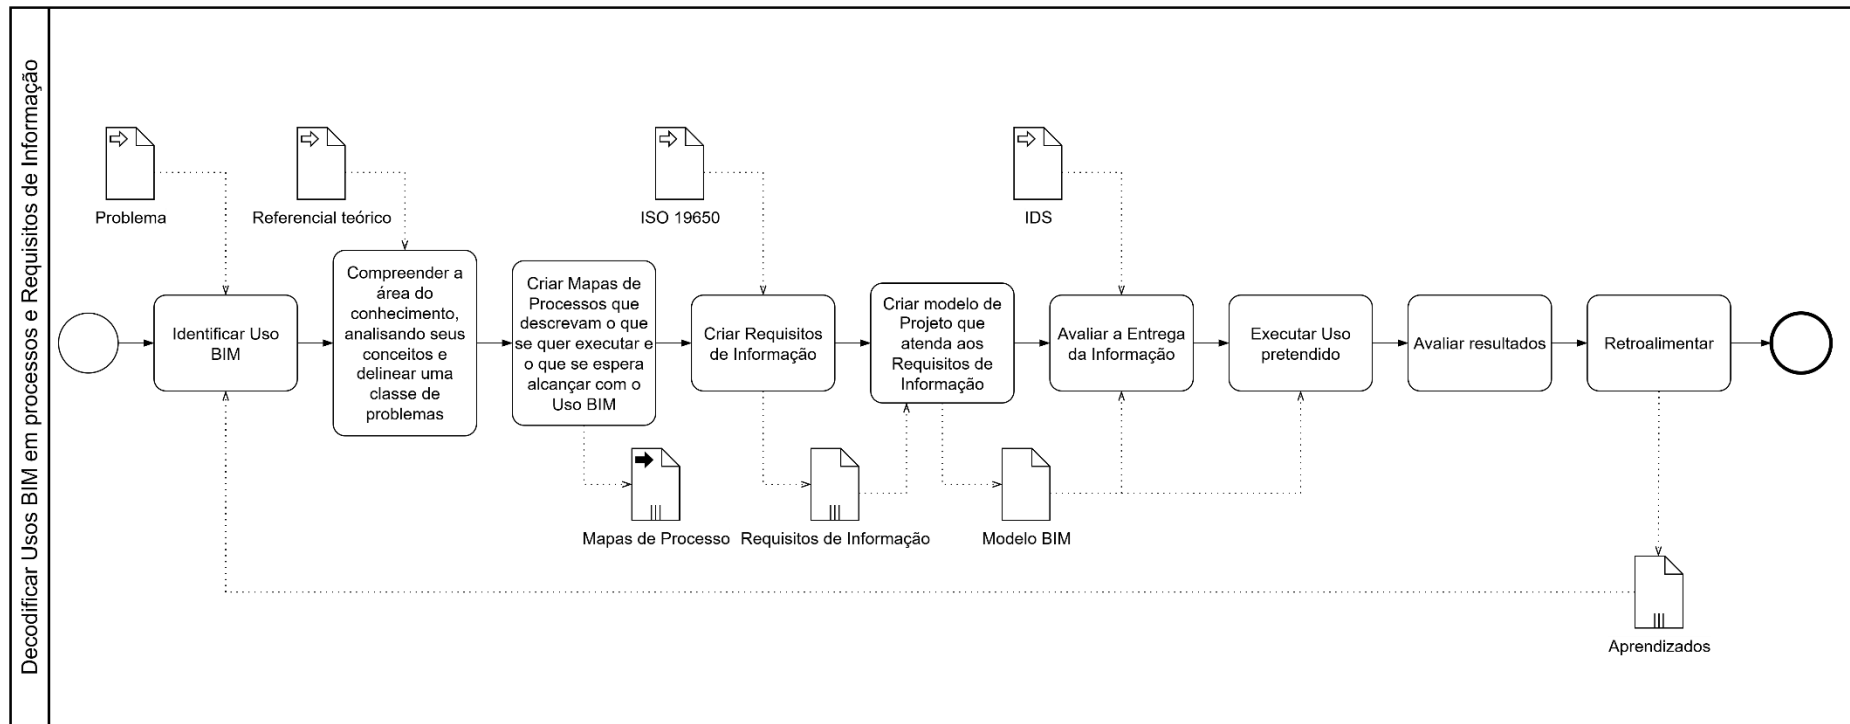 Decodificar Usos BIM em processos e Requisitos de Informação
Problema
Referencial teórico
ISO 19650
IDS
Identificar Uso
BIM
Compreender a
área do
conhecimento,
analisando seus
conceitos e
delinear uma
classe de
problemas
Criar Mapas de
Processos que
descrevam o que
se quer executar e
o que se espera
alcançar com o
Uso BIM
Criar Requisitos
de Informação
Criar modelo de
Projeto que
atenda aos
Requisitos de
Informação
Avaliar a Entrega
da Informação
Executar Uso
pretendido
Avaliar resultados
Retroalimentar
Mapas de Processo
Requisitos de Informação
Modelo BIM
Aprendizados